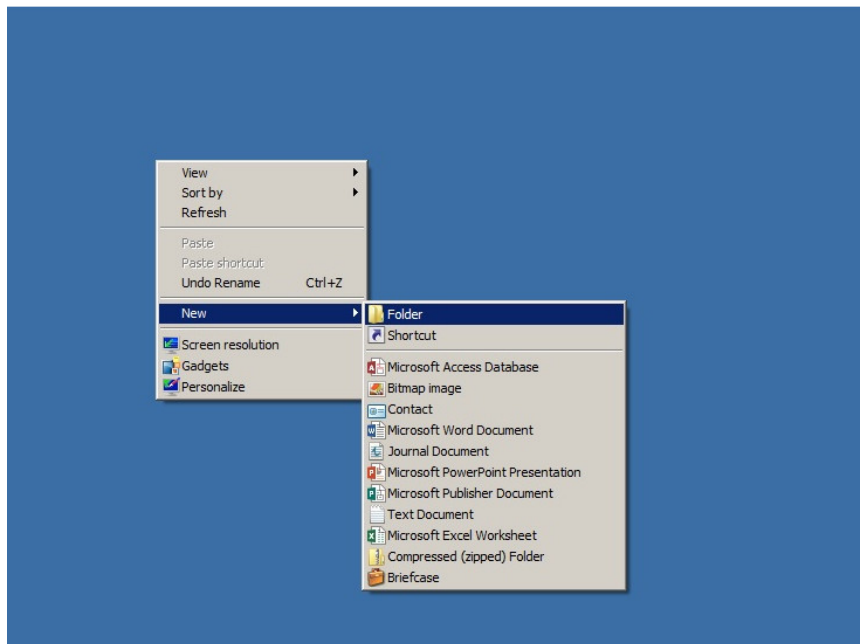 View
Sort by
Refresh
Paste
Paste shortcut
Undo Rename Ctrl+Z
New
Screen resolution
Gadgets
Personalize
Folder
Shortcut
Microsoft Access Database
Bitmap image
Contact
Microsoft Word Document
Journal Document
Microsoft PowerPoint Presentation
Microsoft Publisher Document
Text Document
Microsoft Excel Worksheet
Compressed (zipped) Folder
Briefcase